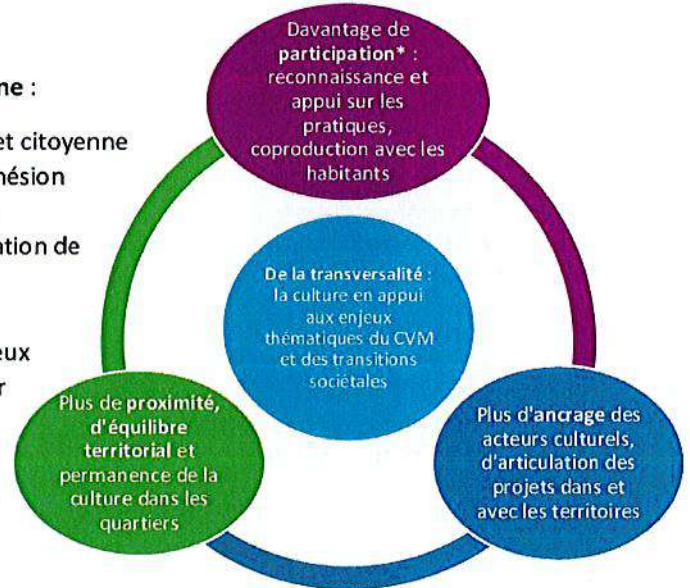 ne :
et citoyenne
nésion
ation de
eux
r
Davantage de
participation* :
reconnaissance et
appui sur les
pratiques,
coproduction avec les
habitants
De la transversalité :
la culture en appui
aux enjeux
thématiques du CVM
et des transitions
sociétales
Plus de proximité,
d'équilibre
territorial et
permanence de la
culture dans les
quartiers
Plus d'ancrage des
acteurs culturels,
d'articulation des
projets dans et
avec les territoires